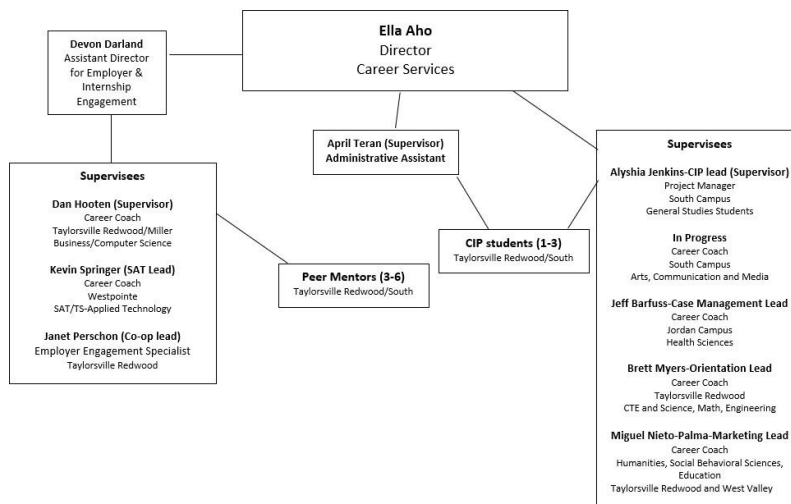 Ella Aho
Director
Career Services
Devon Darland
Assistant Director
for Employer &
Internship
Engagement
April Teran (Supervisor)
Administrative Assistant
Supervisees
Dan Hooten (Supervisor)
Career Coach
Taylorsville Redwood/Miller
Business/Computer Science
Kevin Springer (SAT Lead)
Career Coach
Westpointe
SAT/TS-Applied Technology
Janet Perschon (Co-op lead)
Employer Engagement Specialist
Taylorsville Redwood
Peer Mentors (3-6)
Taylorsville Redwood/South
CIP students (1-3)
Taylorsville Redwood/South
Supervisees
Alyshia Jenkins-CIP lead (Supervisor)
Project Manager
South Campus
General Studies Students
In Progress
Career Coach
South Campus
Arts, Communication and Media
Jeff Barfuss-Case Management Lead
Career Coach
Jordan Campus
Health Sciences
Brett Myers-Orientation Lead
Career Coach
Taylorsville Redwood
CTE and Science, Math, Engineering
Miguel Nieto-Palma-Marketing Lead
Career Coach
Humanities, Social Behavioral Sciences,
Education
Taylorsville Redwood and West Valley